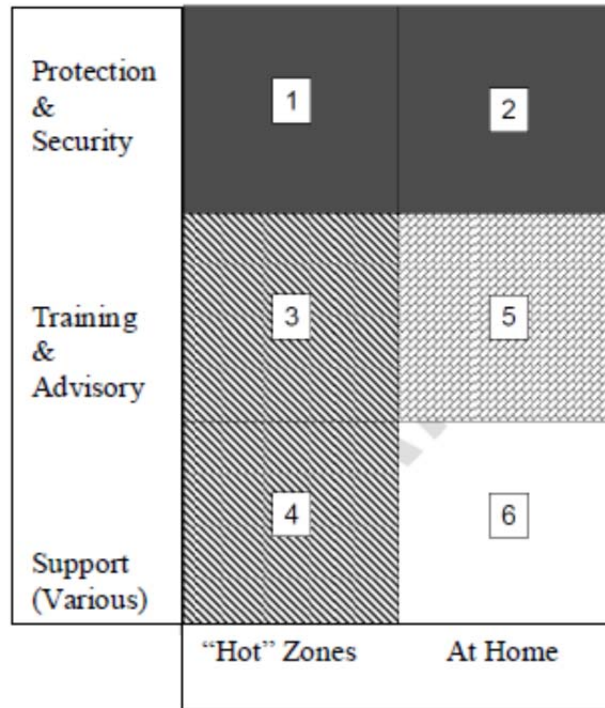 Protection
&
Security
1
2
Training
&
Advisory
3
5
Support
(Various)
4
6
“Hot” Zones
At Home